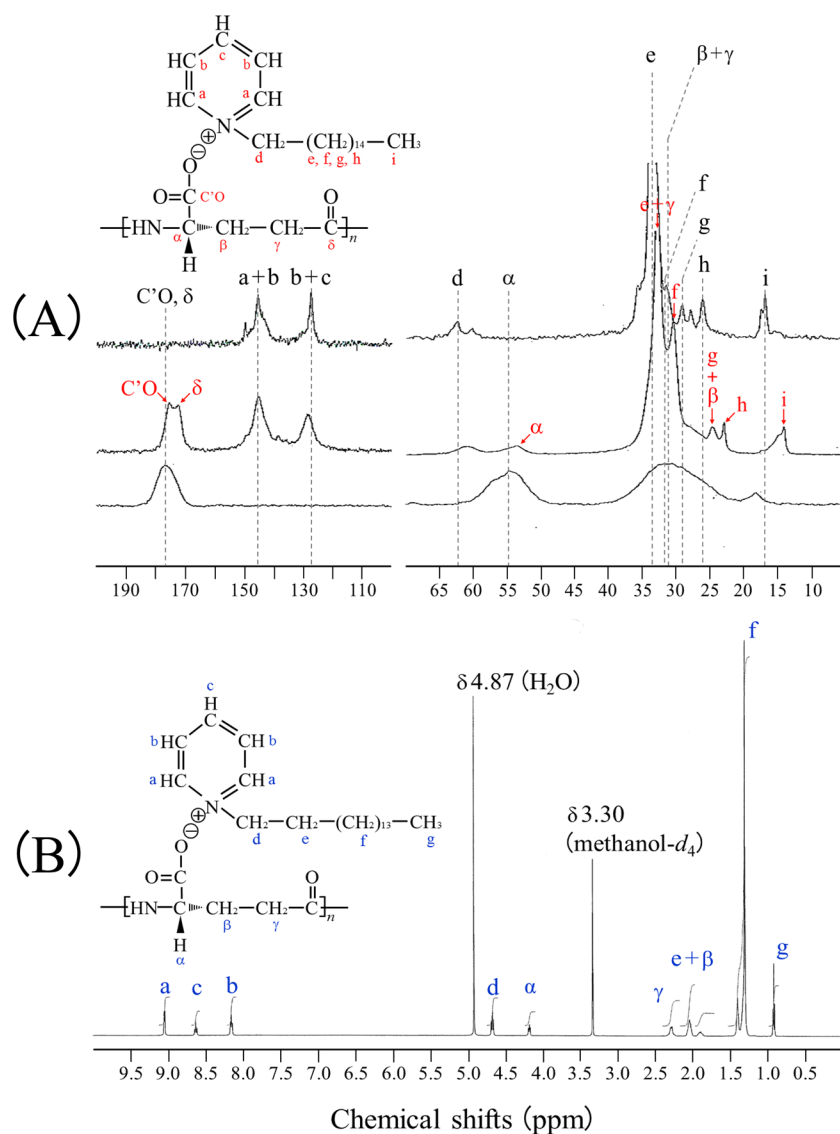 (A)
H
C
c
HC
CH
b
b
HC
CH
a
a
N
⊕
⊖
CH₂—(CH₂)₁₄—CH₃
d
e, f, g, h
i
O
O=C
C'O
[HN—C—CH₂—CH₂—C]n
O
H
α
β
γ
δ
C'O, δ
a+b
b+c
d
α
e
β+γ
f
g
h
i
C'O
δ
α
e+γ
f
g+β
h
i
190 170 150 130 110 65 60 55 50 45 40 35 30 25 20 15 10
(B)
c
H
C
b HC
CH b
a HC
CH a
N
⊕
⊖
CH₂—CH₂—(CH₂)₁₃—CH₃
d
e
f
g
O
O=C
O
[HN—C—CH₂—CH₂—C]n
H
α
β
γ
δ4.87 (H₂O)
δ3.30
(methanol-d₄)
a
c
b
d
α
γ
e+β
f
g
9.5 9.0 8.5 8.0 7.5 7.0 6.5 6.0 5.5 5.0 4.5 4.0 3.5 3.0 2.5 2.0 1.5 1.0 0.5
Chemical shifts (ppm)